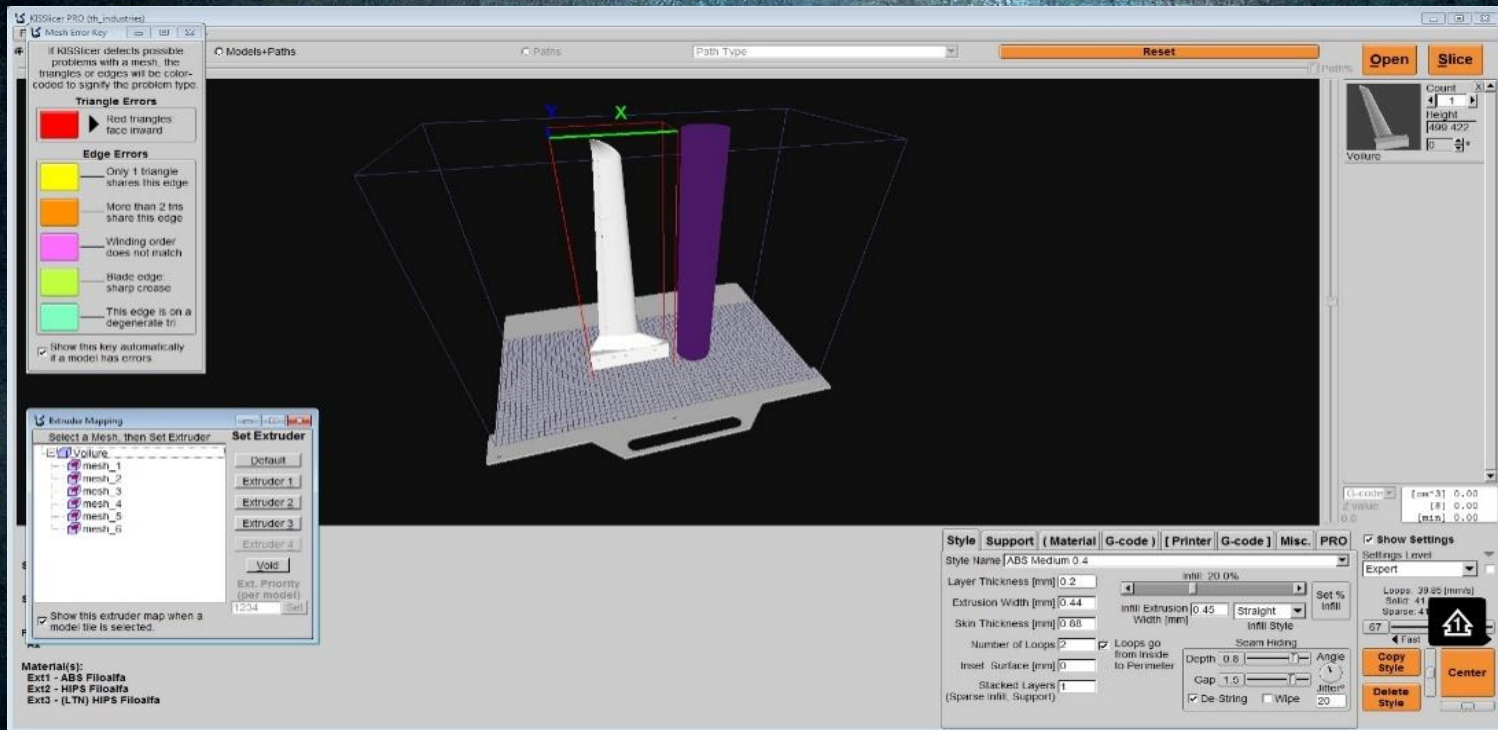 KISSlicer PRO (th_industries)
Mesh Error Key
If KISSlicer detects possible
problems with a mesh, the
triangles or edges will be color-
coded to signify the problem type.
Triangle Errors
Red triangles:
face inward
Edge Errors
Only 1 triangle
shares this edge
More than 2 tris
share this edge
Winding order
does not match
Blade edge:
sharp crease
This edge is on a
degenerate tri
Show this key automatically
if a model has errors.
Models+Paths
Paths
Path Type
Reset
Path%
Open
Slice
Y
X
Count
X
1
Height
499.422
0
Voilure
Extruder Mapping
Select a Mesh, then Set Extruder
Set Extruder
Voilure
mesh_1
mesh_2
mesh_3
mesh_4
mesh_5
mesh_6
Default
Extruder 1
Extruder 2
Extruder 3
Extruder 4
Void
Ext. Priority
(per model)
1234
Set
Show this extruder map when a
model tile is selected.
Material(s):
Ext1 - ABS Filoalfa
Ext2 - HIPS Filoalfa
Ext3 - (LTN) HIPS Filoalfa
G-code
Z value
0.0
[cm^3] 0.00
[8] 0.00
[min] 0.00
Style
Support
( Material
G-code )
[ Printer
G-code ]
Misc.
PRO
Style Name
ABS Medium 0.4
Layer Thickness [mm] 0.2
Extrusion Width [mm] 0.44
Skin Thickness [mm] 0.88
Number of Loops 2
Inset Surface [mm] 0
Stacked Layers 1
(Sparse Infill, Support)
Infill: 20.0%
Set %
Infill
Infill Extrusion 0.45
Width [mm]
Straight
Infill Style
Loops go
from Inside
to Perimeter
Seam Hiding
Depth 0.8
Gap 1.5
Angle
Jitter°
20
De-String
Wipe
Show Settings
Settings Level
Expert
Loops: 39.85 [mm/s]
Solid: 41
Sparse: 41
67
Fast
1
Copy
Style
Delete
Style
Center